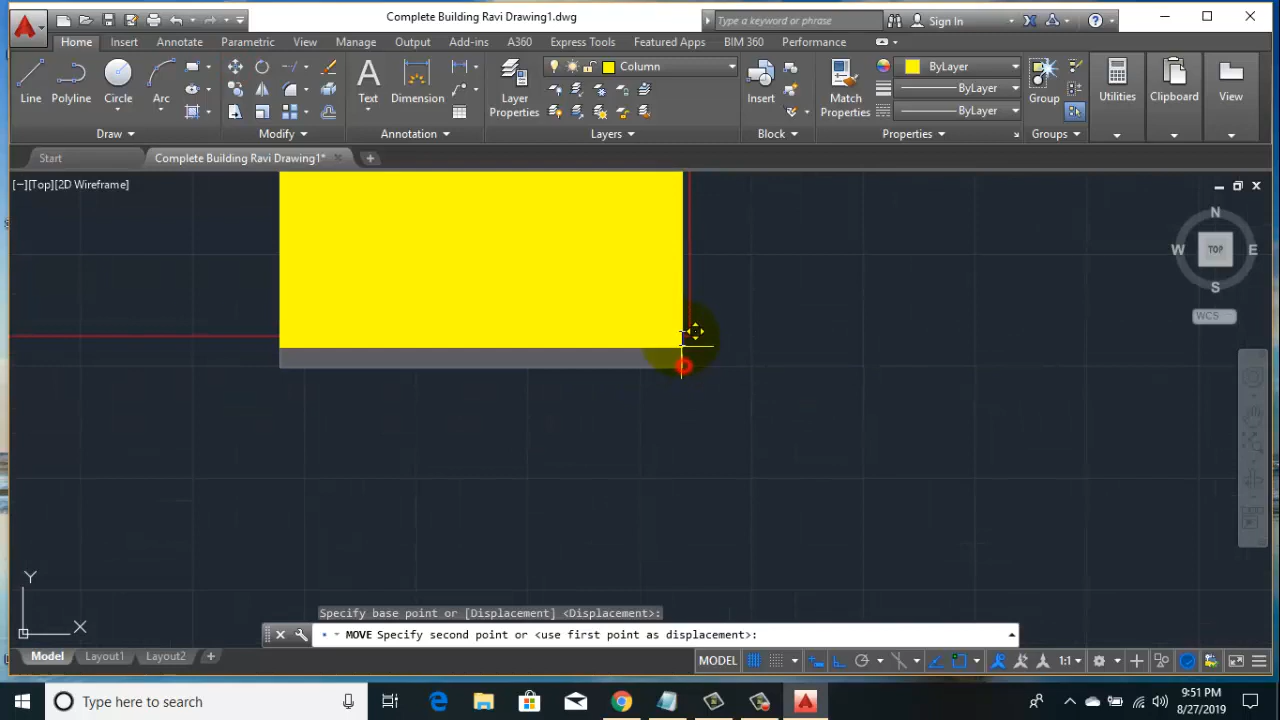 Complete Building Ravi Drawing1.dwg
Type a keyword or phrase
Sign In
Home Insert Annotate Parametric View Manage Output Add-ins A360 Express Tools Featured Apps BIM 360 Performance
Column
ByLayer
ByLayer
ByLayer
Line Polyline Circle Arc Text Dimension Layer Properties Insert Match Properties Group Utilities Clipboard View
Draw Modify Annotation Layers Block Properties Groups
Start
Complete Building Ravi Drawing1*
[−][Top][2D Wireframe]
N
W TOP E
S
WCS
Y
X
Specify base point or [Displacement] <Displacement>:
MOVE Specify second point or <use first point as displacement>:
Model Layout1 Layout2
MODEL
1:1
Type here to search
9:51 PM
8/27/2019